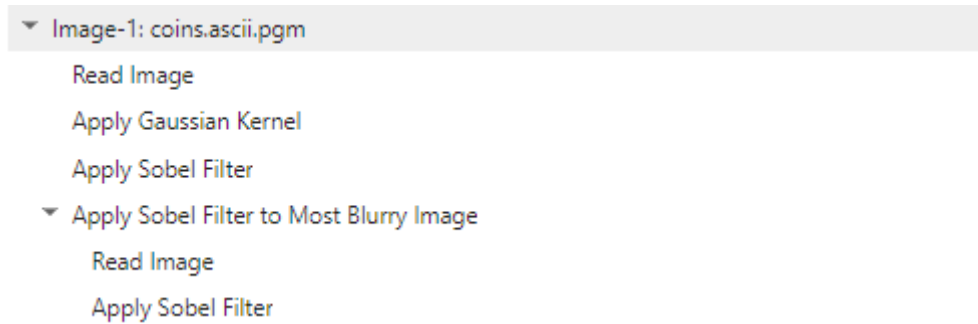 Image-1: coins.ascii.pgm
Read Image
Apply Gaussian Kernel
Apply Sobel Filter
Apply Sobel Filter to Most Blurry Image
Read Image
Apply Sobel Filter